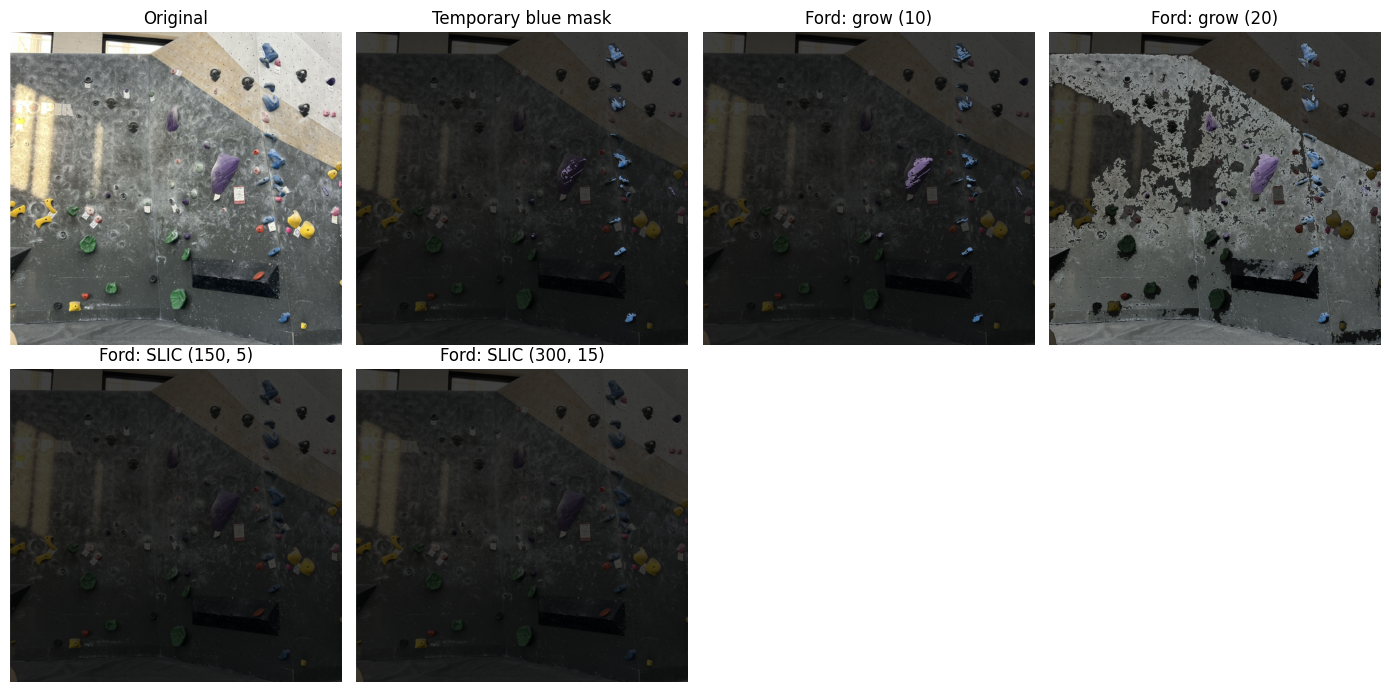 Original
Temporary blue mask
Ford: grow (10)
Ford: grow (20)
Ford: SLIC (150, 5)
Ford: SLIC (300, 15)